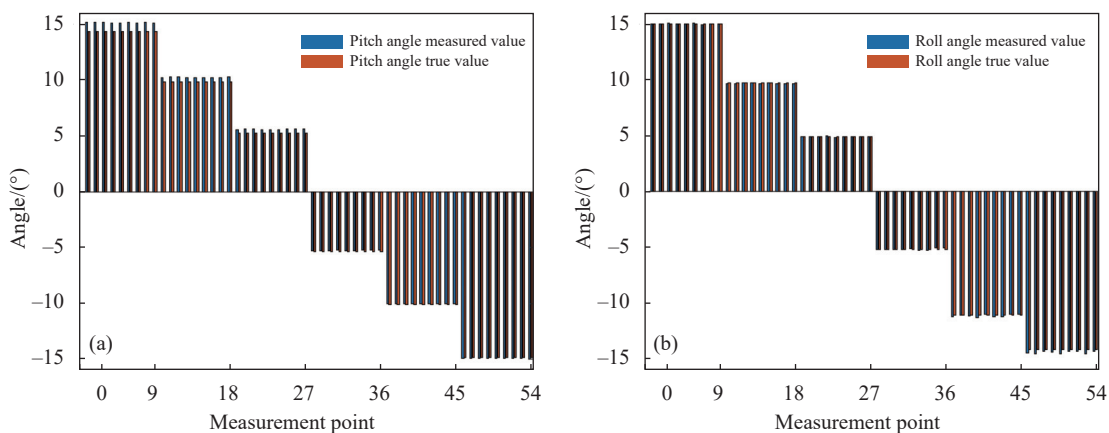 15
10
5
0
−5
−10
−15
Angle/(°)
Pitch angle measured value
Pitch angle true value
(a)
0 9 18 27 36 45 54
Measurement point
15
10
5
0
−5
−10
−15
Angle/(°)
Roll angle measured value
Roll angle true value
(b)
0 9 18 27 36 45 54
Measurement point